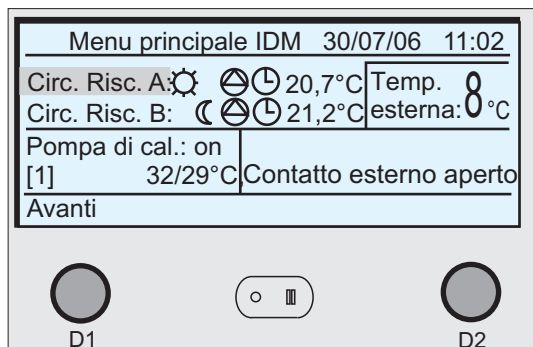 Menu principale IDM 30/07/06 11:02
Circ. Risc. A: 20,7°C Temp. esterna: 8 °C
Circ. Risc. B: 21,2°C
Pompa di cal.: on
[1] 32/29°C Contatto esterno aperto
Avanti
D1 D2